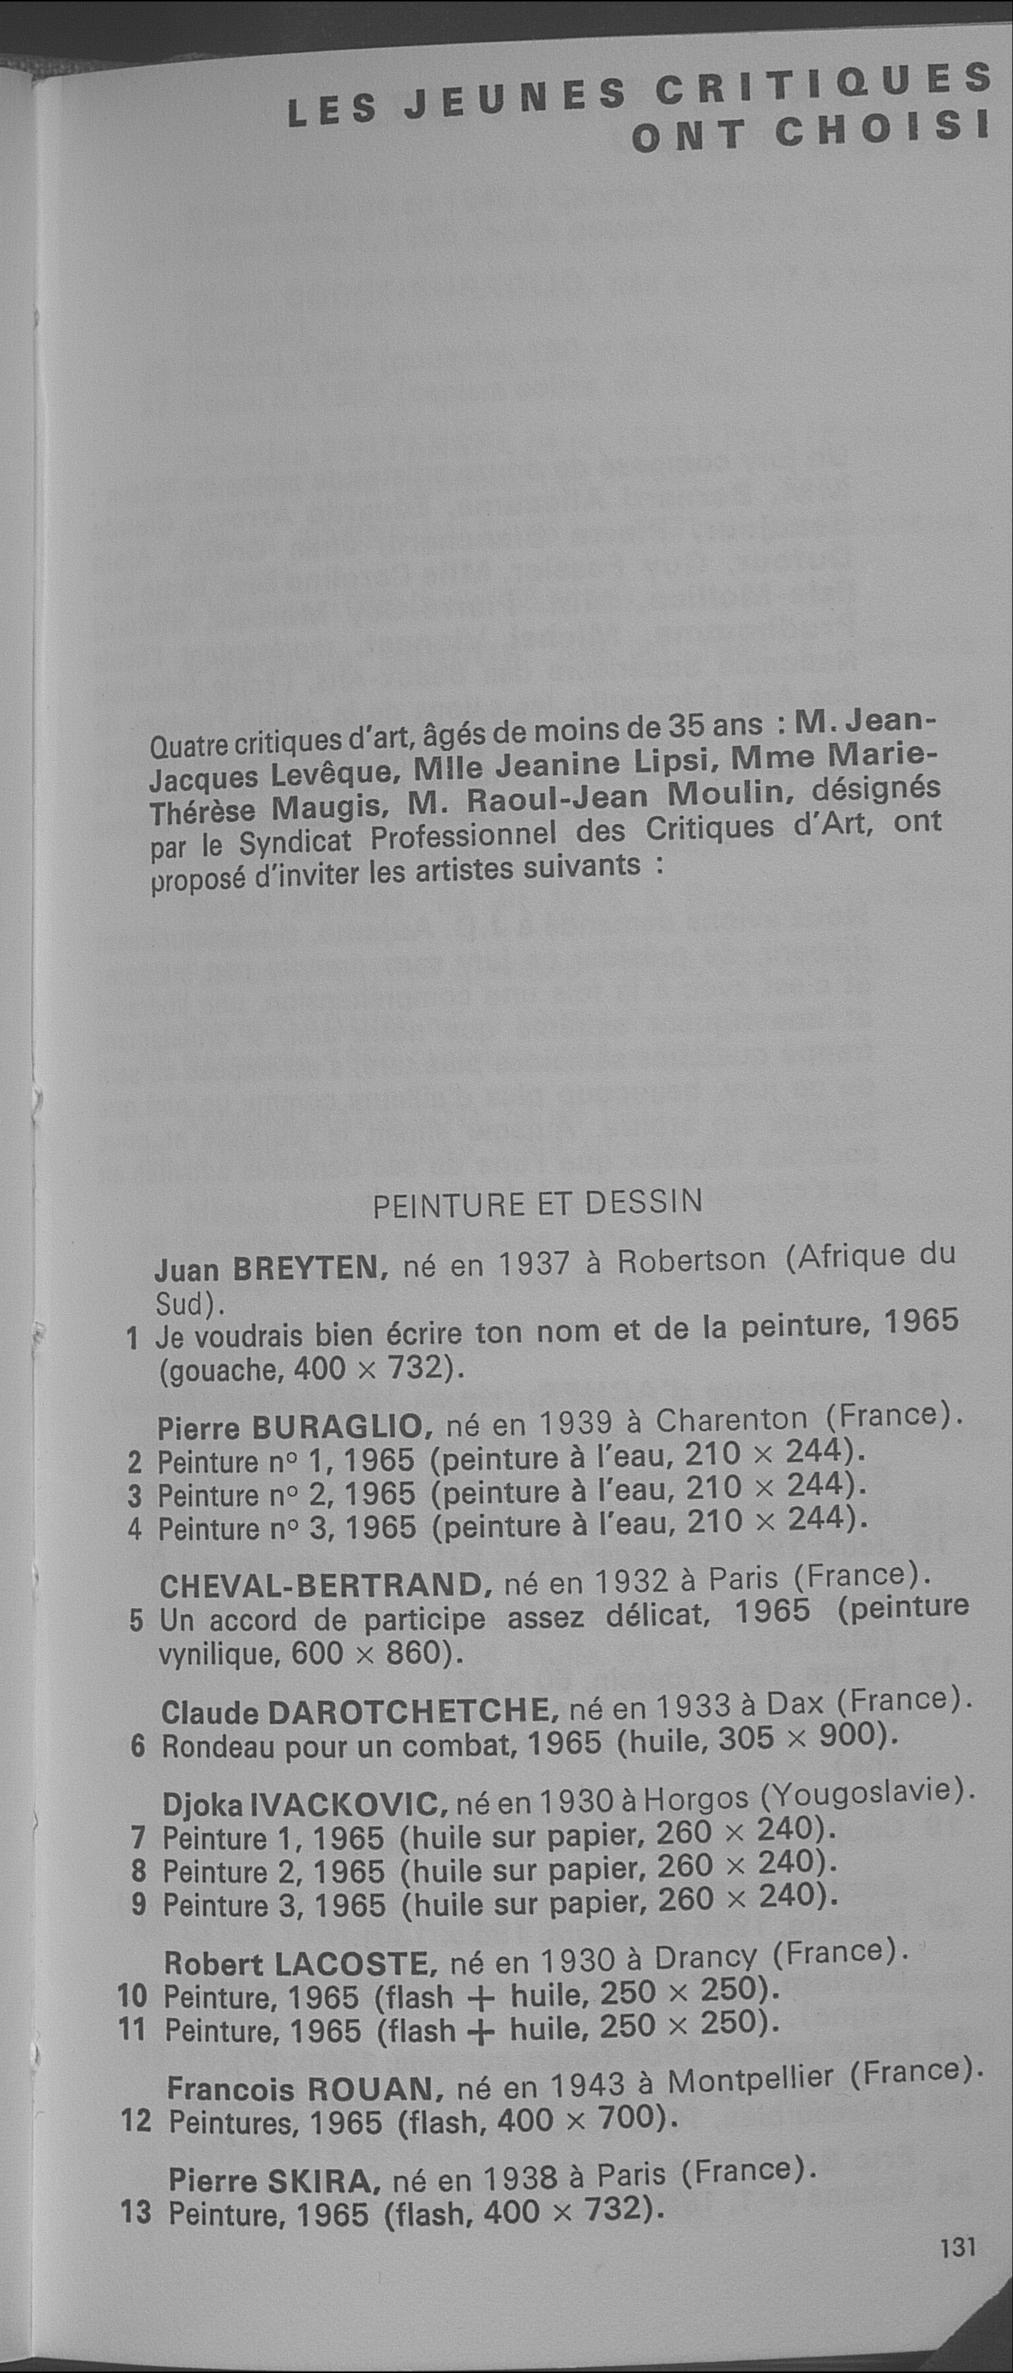 LES JEUNES CRITIQUES
ONT CHOISI
Quatre critiques d'art, âgés de moins de 35 ans : M. Jean-
Jacques Levêque, Mlle Jeanine Lipsi, Mme Marie-
Thérèse Maugis, M. Raoul-Jean Moulin, désignés
par le Syndicat Professionnel des Critiques d'Art, ont
proposé d'inviter les artistes suivants :
PEINTURE ET DESSIN
Juan BREYTEN, né en 1937 à Robertson (Afrique du
Sud).
1 Je voudrais bien écrire ton nom et de la peinture, 1965
(gouache, 400 × 732).
Pierre BURAGLIO, né en 1939 à Charenton (France).
2 Peinture nº 1, 1965 (peinture à l'eau, 210 × 244).
3 Peinture nº 2, 1965 (peinture à l'eau, 210 × 244).
4 Peinture nº 3, 1965 (peinture à l'eau, 210 × 244).
CHEVAL-BERTRAND, né en 1932 à Paris (France).
5 Un accord de participe assez délicat, 1965 (peinture
vynilique, 600 × 860).
Claude DAROTCHETCHE, né en 1933 à Dax (France).
6 Rondeau pour un combat, 1965 (huile, 305 × 900).
Djoka IVACKOVIC, né en 1930 à Horgos (Yougoslavie).
7 Peinture 1, 1965 (huile sur papier, 260 × 240).
8 Peinture 2, 1965 (huile sur papier, 260 × 240).
9 Peinture 3, 1965 (huile sur papier, 260 × 240).
Robert LACOSTE, né en 1930 à Drancy (France).
10 Peinture, 1965 (flash + huile, 250 × 250).
11 Peinture, 1965 (flash + huile, 250 × 250).
Francois ROUAN, né en 1943 à Montpellier (France).
12 Peintures, 1965 (flash, 400 × 700).
Pierre SKIRA, né en 1938 à Paris (France).
13 Peinture, 1965 (flash, 400 × 732).
131